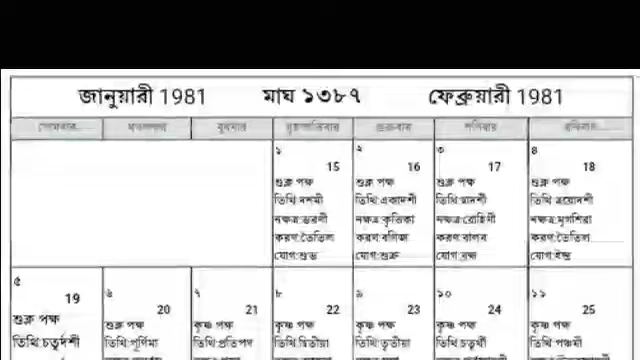 জানুয়ারী 1981 মাঘ ১৩৮৭ ফেব্রুয়ারী 1981
সোমবার মঙ্গলবার বুধবার বৃহস্পতিবার শুক্রবার শনিবার রবিবার
১ ২ ৩ ৪
15 16 17 18
শুক্ল পক্ষ শুক্ল পক্ষ শুক্ল পক্ষ শুক্ল পক্ষ
তিথি:দশমী তিথি:একাদশী তিথি:দ্বাদশী তিথি:ত্রয়োদশী
নক্ষত্র:ভরণী নক্ষত্র:কৃত্তিকা নক্ষত্র:রোহিণী নক্ষত্র:মৃগশিরা
করণ:তৈতিল করণ:বণিজ করণ:বালব করণ:তৈতিল
যোগ:শুভ যোগ:শুক্ল যোগ:ব্রহ্ম যোগ:ইন্দ্র
৫ ৬ ৭ ৮ ৯ ১০ ১১
19 20 21 22 23 24 25
শুক্ল পক্ষ শুক্ল পক্ষ কৃষ্ণ পক্ষ কৃষ্ণ পক্ষ কৃষ্ণ পক্ষ কৃষ্ণ পক্ষ কৃষ্ণ পক্ষ
তিথি:চতুর্দশী তিথি:পূর্ণিমা তিথি:প্রতিপদ তিথি:দ্বিতীয়া তিথি:তৃতীয়া তিথি:চতুর্থী তিথি:পঞ্চমী